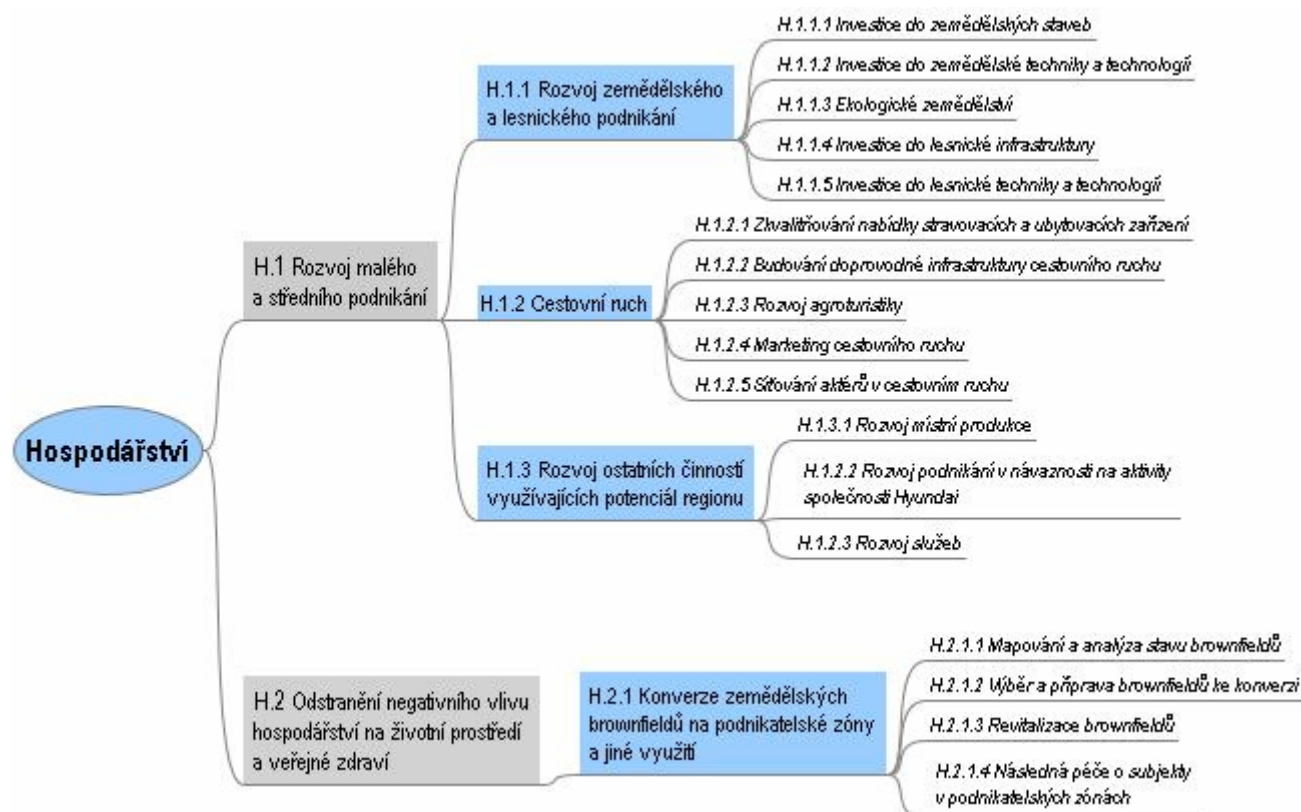 Hospodářství
H.1 Rozvoj malého
a středního podnikání
H.1.1 Rozvoj zemědělského
a lesnického podnikání
H.1.1.1 Investice do zemědělských staveb
H.1.1.2 Investice do zemědělské techniky a technologií
H.1.1.3 Ekologické zemědělství
H.1.1.4 Investice do lesnické infrastruktury
H.1.1.5 Investice do lesnické techniky a technologií
H.1.2 Cestovní ruch
H.1.2.1 Zkvalitňování nabídky stravovacích a ubytovacích zařízení
H.1.2.2 Budování doprovodné infrastruktury cestovního ruchu
H.1.2.3 Rozvoj agroturistiky
H.1.2.4 Marketing cestovního ruchu
H.1.2.5 Síťování aktérů v cestovním ruchu
H.1.3 Rozvoj ostatních činností
využívajících potenciál regionu
H.1.3.1 Rozvoj místní produkce
H.1.2.2 Rozvoj podnikání v návaznosti na aktivity
společnosti Hyundai
H.1.2.3 Rozvoj služeb
H.2 Odstranění negativního vlivu
hospodářství na životní prostředí
a veřejné zdraví
H.2.1 Konverze zemědělských
brownfieldů na podnikatelské zóny
a jiné využití
H.2.1.1 Mapování a analýza stavu brownfieldů
H.2.1.2 Výběr a příprava brownfieldů ke konverzi
H.2.1.3 Revitalizace brownfieldů
H.2.1.4 Následná péče o subjekty
v podnikatelských zónách